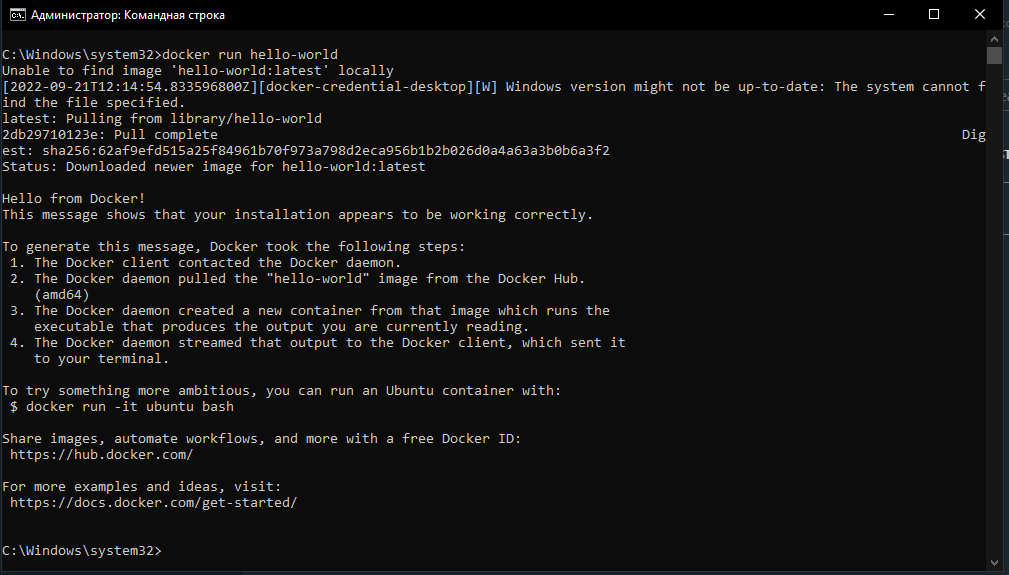 Администратор: Командная строка
C:\Windows\system32>docker run hello-world
Unable to find image 'hello-world:latest' locally
[2022-09-21T12:14:54.833596800Z][docker-credential-desktop][W] Windows version might not be up-to-date: The system cannot f
ind the file specified.
latest: Pulling from library/hello-world
2db29710123e: Pull complete Dig
est: sha256:62af9efd515a25f84961b70f973a798d2eca956b1b2b026d0a4a63a3b0b6a3f2
Status: Downloaded newer image for hello-world:latest
Hello from Docker!
This message shows that your installation appears to be working correctly.
To generate this message, Docker took the following steps:
1. The Docker client contacted the Docker daemon.
2. The Docker daemon pulled the "hello-world" image from the Docker Hub.
(amd64)
3. The Docker daemon created a new container from that image which runs the
executable that produces the output you are currently reading.
4. The Docker daemon streamed that output to the Docker client, which sent it
to your terminal.
To try something more ambitious, you can run an Ubuntu container with:
$ docker run -it ubuntu bash
Share images, automate workflows, and more with a free Docker ID:
https://hub.docker.com/
For more examples and ideas, visit:
https://docs.docker.com/get-started/
C:\Windows\system32>